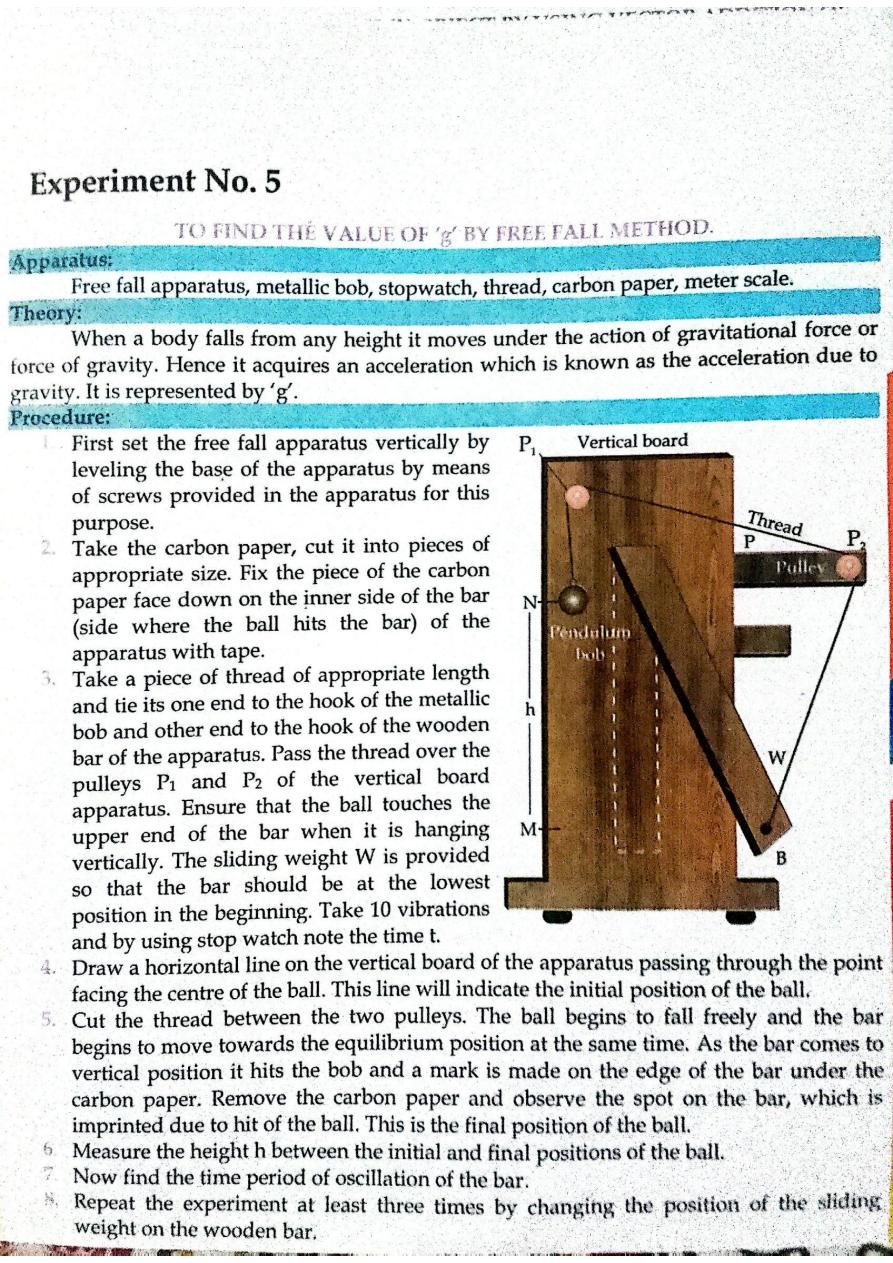 Experiment No. 5
TO FIND THE VALUE OF 'g' BY FREE FALL METHOD.
Apparatus:
Free fall apparatus, metallic bob, stopwatch, thread, carbon paper, meter scale.
Theory:
When a body falls from any height it moves under the action of gravitational force or
force of gravity. Hence it acquires an acceleration which is known as the acceleration due to
gravity. It is represented by 'g'.
Procedure:
1. First set the free fall apparatus vertically by
leveling the base of the apparatus by means
of screws provided in the apparatus for this
purpose.
2. Take the carbon paper, cut it into pieces of
appropriate size. Fix the piece of the carbon
paper face down on the inner side of the bar
(side where the ball hits the bar) of the
apparatus with tape.
3. Take a piece of thread of appropriate length
and tie its one end to the hook of the metallic
bob and other end to the hook of the wooden
bar of the apparatus. Pass the thread over the
pulleys P₁ and P₂ of the vertical board
apparatus. Ensure that the ball touches the
upper end of the bar when it is hanging
vertically. The sliding weight W is provided
so that the bar should be at the lowest
position in the beginning. Take 10 vibrations
and by using stop watch note the time t.
P₁
Vertical board
Thread
P
P₂
Pulley
N
Pendulum
bob
h
W
M
B
4. Draw a horizontal line on the vertical board of the apparatus passing through the point
facing the centre of the ball. This line will indicate the initial position of the ball.
5. Cut the thread between the two pulleys. The ball begins to fall freely and the bar
begins to move towards the equilibrium position at the same time. As the bar comes to
vertical position it hits the bob and a mark is made on the edge of the bar under the
carbon paper. Remove the carbon paper and observe the spot on the bar, which is
imprinted due to hit of the ball. This is the final position of the ball.
6. Measure the height h between the initial and final positions of the ball.
7. Now find the time period of oscillation of the bar.
8. Repeat the experiment at least three times by changing the position of the sliding
weight on the wooden bar.